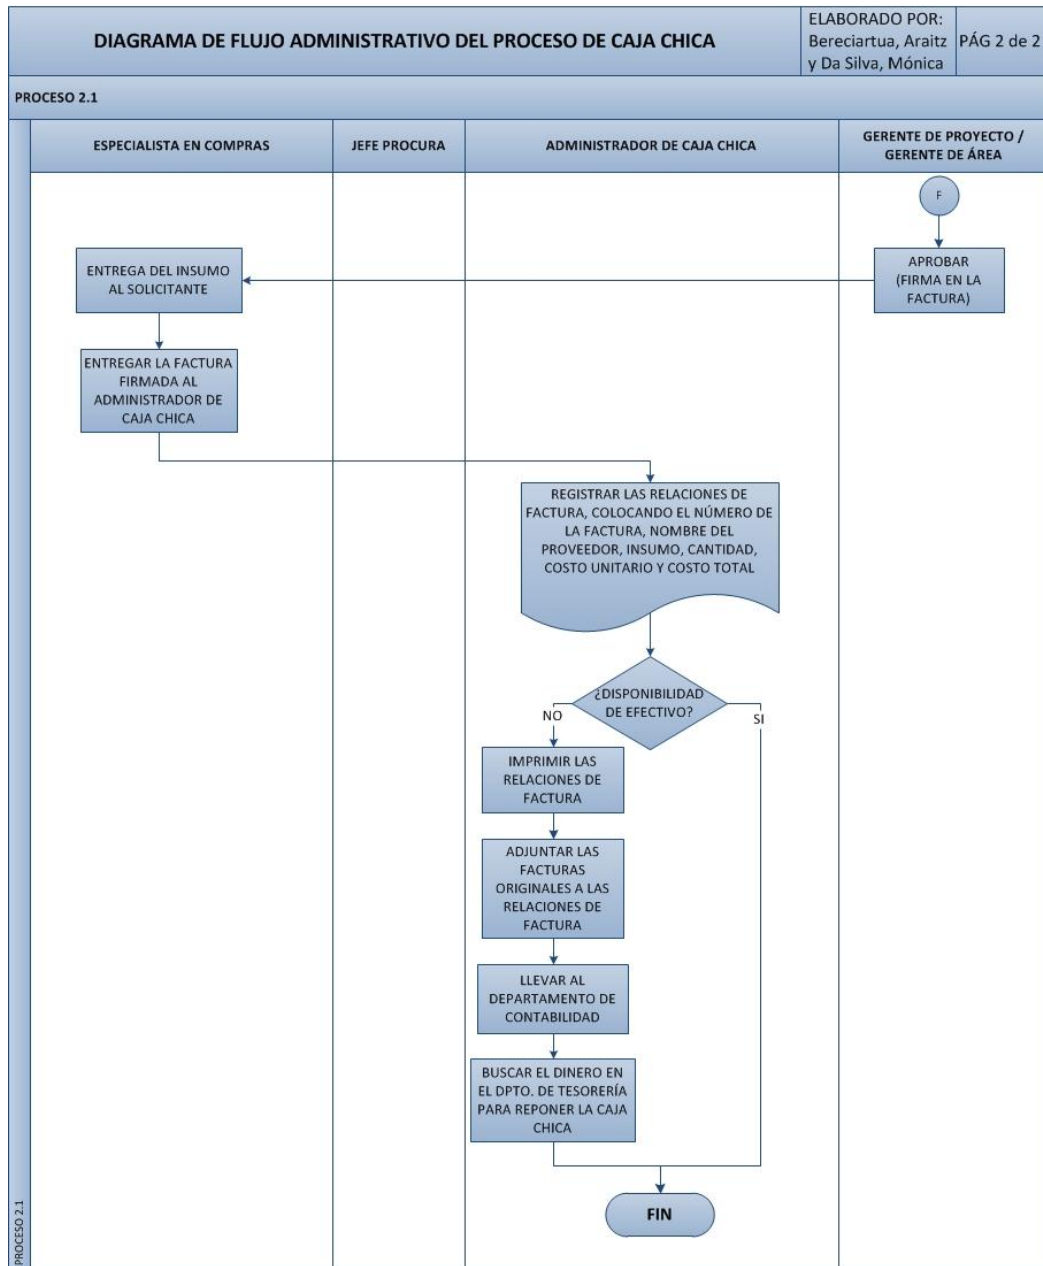 DIAGRAMA DE FLUJO ADMINISTRATIVO DEL PROCESO DE CAJA CHICA
ELABORADO POR:
Bereciartua, Araitz
y Da Silva, Mónica
PÁG 2 de 2
PROCESO 2.1
ESPECIALISTA EN COMPRAS
JEFE PROCURA
ADMINISTRADOR DE CAJA CHICA
GERENTE DE PROYECTO /
GERENTE DE ÁREA
F
APROBAR
(FIRMA EN LA
FACTURA)
ENTREGA DEL INSUMO
AL SOLICITANTE
ENTREGAR LA FACTURA
FIRMADA AL
ADMINISTRADOR DE
CAJA CHICA
REGISTRAR LAS RELACIONES DE
FACTURA, COLOCANDO EL NÚMERO DE
LA FACTURA, NOMBRE DEL
PROVEEDOR, INSUMO, CANTIDAD,
COSTO UNITARIO Y COSTO TOTAL
¿DISPONIBILIDAD
DE EFECTIVO?
NO
SI
IMPRIMIR LAS
RELACIONES DE
FACTURA
ADJUNTAR LAS
FACTURAS
ORIGINALES A LAS
RELACIONES DE
FACTURA
LLEVAR AL
DEPARTAMENTO DE
CONTABILIDAD
BUSCAR EL DINERO EN
EL DPTO. DE TESORERÍA
PARA REPONER LA CAJA
CHICA
FIN
PROCESO 2.1